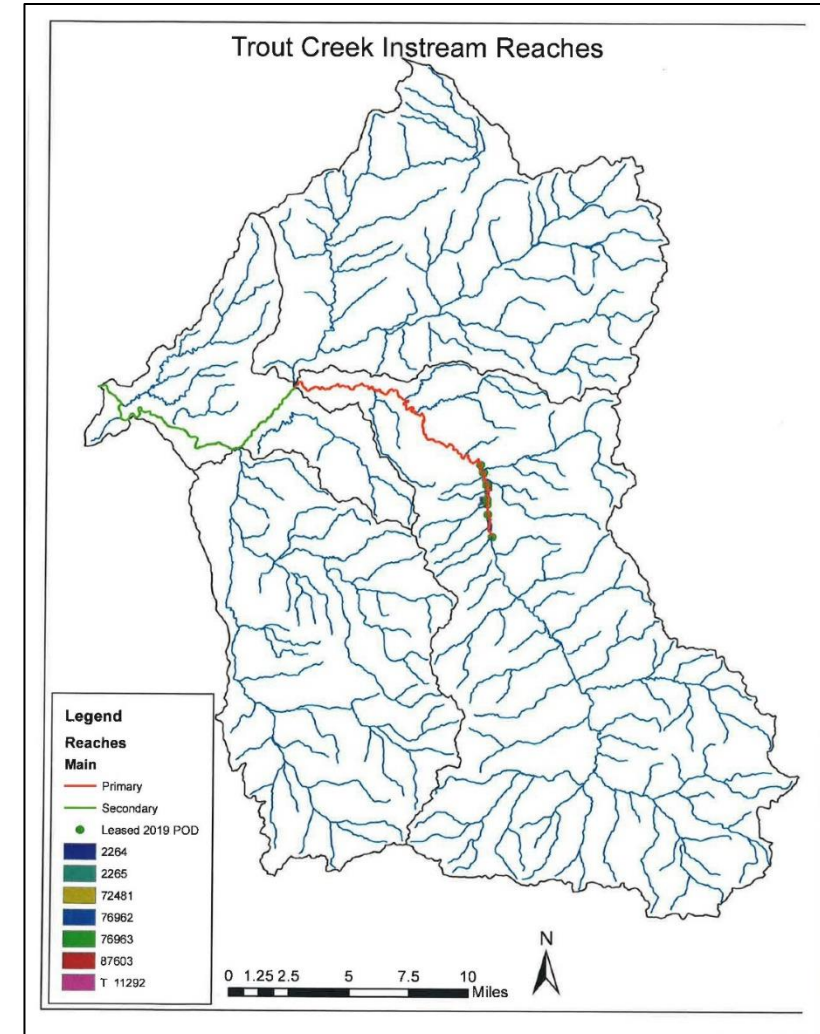 Trout Creek Instream Reaches
Legend
Reaches
Main
Primary
Secondary
Leased 2019 POD
2264
2265
72481
76962
76963
87603
T 11292
0 1.25 2.5 5 7.5 10
Miles
N